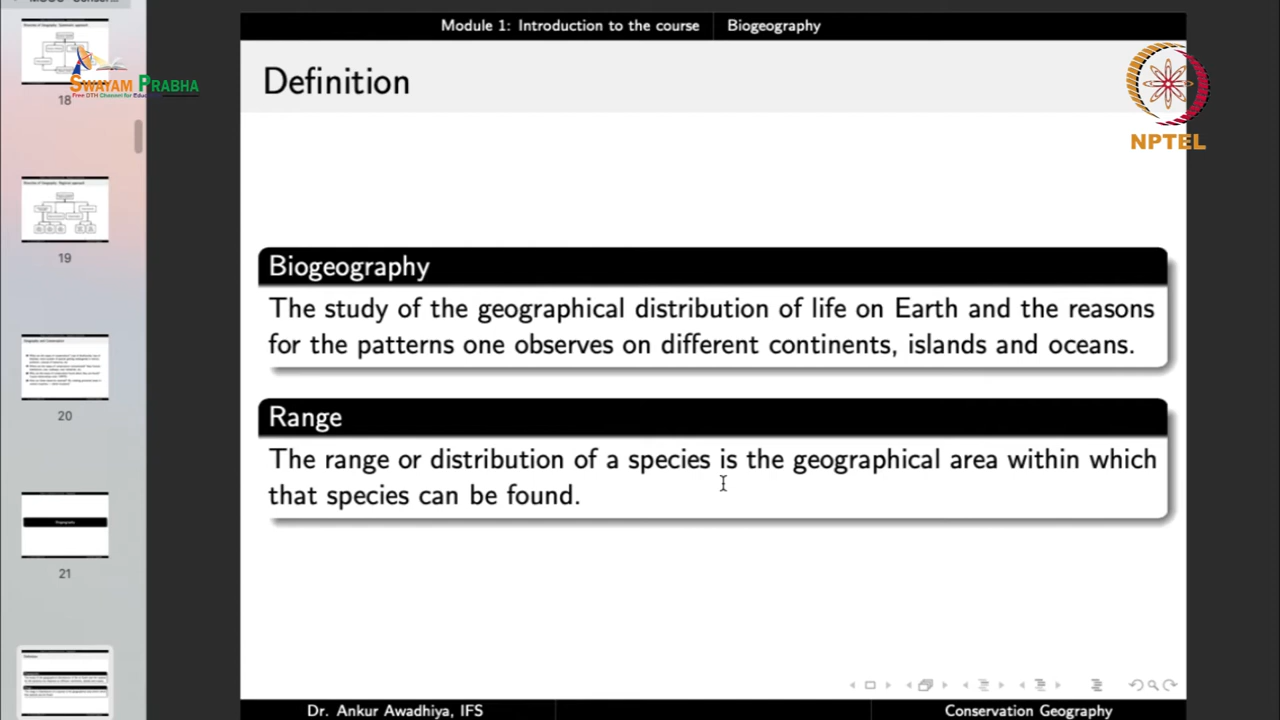 Module 1: Introduction to the course
Biogeography
Definition
SWAYAM PRABHA
NPTEL
18
19
20
21
Biogeography
The study of the geographical distribution of life on Earth and the reasons
for the patterns one observes on different continents, islands and oceans.
Range
The range or distribution of a species is the geographical area within which
that species can be found.
Dr. Ankur Awadhiya, IFS
Conservation Geography